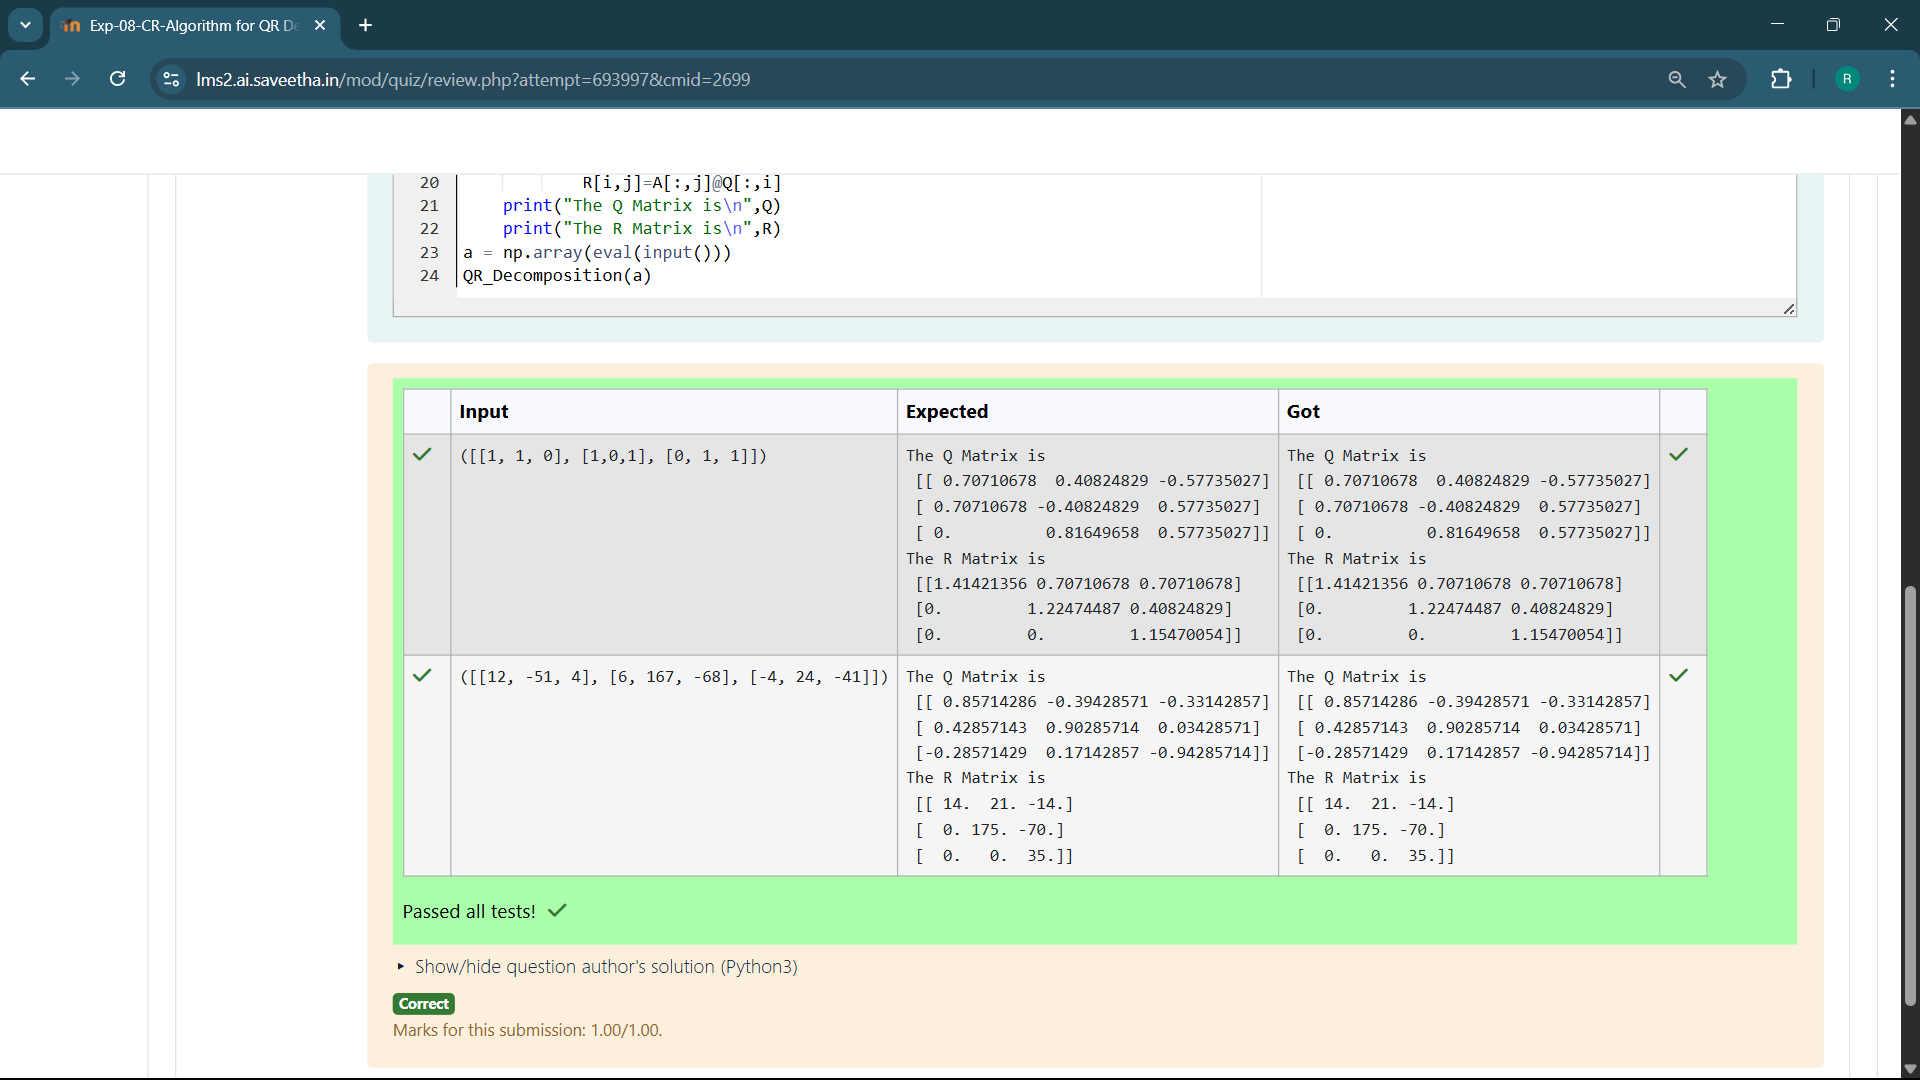 Exp-08-CR-Algorithm for QR De
lms2.ai.saveetha.in/mod/quiz/review.php?attempt=693997&cmid=2699
R
20 R[i,j]=A[:,j]@Q[:,i]
21 print("The Q Matrix is\n",Q)
22 print("The R Matrix is\n",R)
23 a = np.array(eval(input()))
24 QR_Decomposition(a)
Input Expected Got
([[1, 1, 0], [1,0,1], [0, 1, 1]]) The Q Matrix is The Q Matrix is
[[ 0.70710678  0.40824829 -0.57735027] [[ 0.70710678  0.40824829 -0.57735027]
[ 0.70710678 -0.40824829  0.57735027] [ 0.70710678 -0.40824829  0.57735027]
[ 0.          0.81649658  0.57735027]] [ 0.          0.81649658  0.57735027]]
The R Matrix is The R Matrix is
[[1.41421356 0.70710678 0.70710678] [[1.41421356 0.70710678 0.70710678]
[0.         1.22474487 0.40824829] [0.         1.22474487 0.40824829]
[0.         0.         1.15470054]] [0.         0.         1.15470054]]
([[12, -51, 4], [6, 167, -68], [-4, 24, -41]]) The Q Matrix is The Q Matrix is
[[ 0.85714286 -0.39428571 -0.33142857] [[ 0.85714286 -0.39428571 -0.33142857]
[ 0.42857143  0.90285714  0.03428571] [ 0.42857143  0.90285714  0.03428571]
[-0.28571429  0.17142857 -0.94285714]] [-0.28571429  0.17142857 -0.94285714]]
The R Matrix is The R Matrix is
[[ 14.  21. -14.] [[ 14.  21. -14.]
[  0. 175. -70.] [  0. 175. -70.]
[  0.   0.  35.]] [  0.   0.  35.]]
Passed all tests!
Show/hide question author's solution (Python3)
Correct
Marks for this submission: 1.00/1.00.